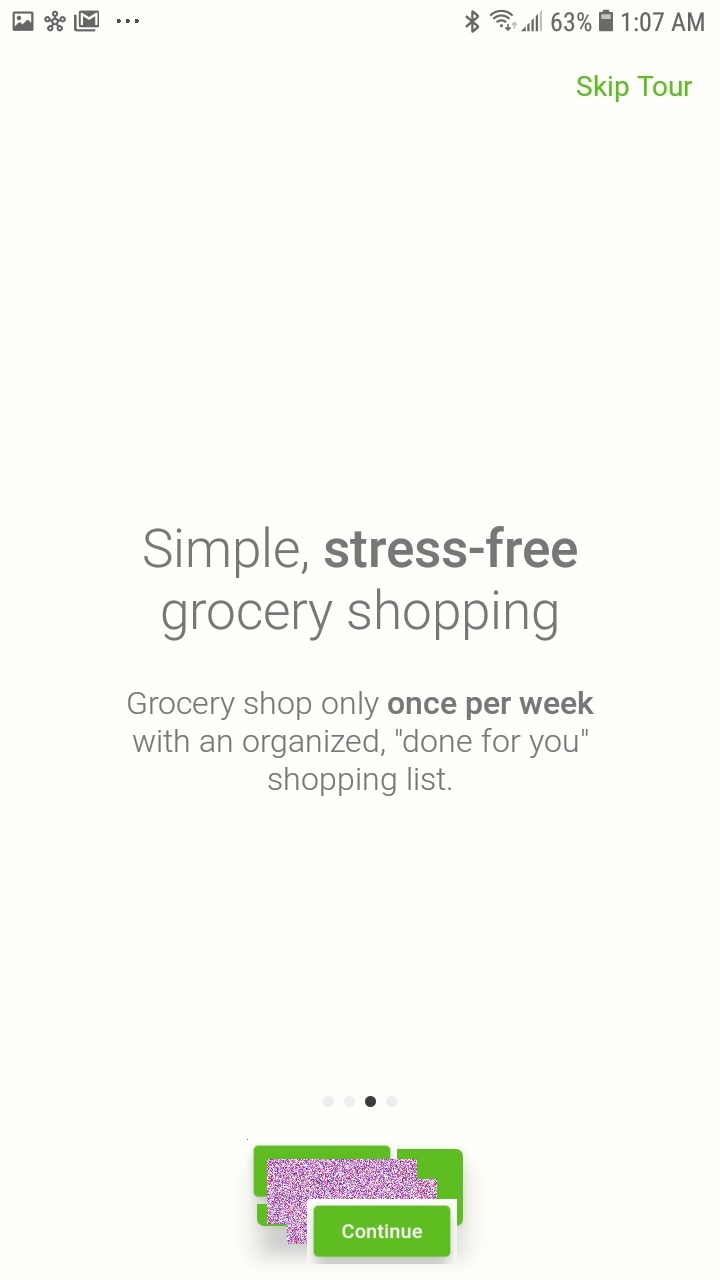 63% 1:07 AM
Skip Tour
Simple, stress-free
grocery shopping
Grocery shop only once per week
with an organized, "done for you"
shopping list.
Continue